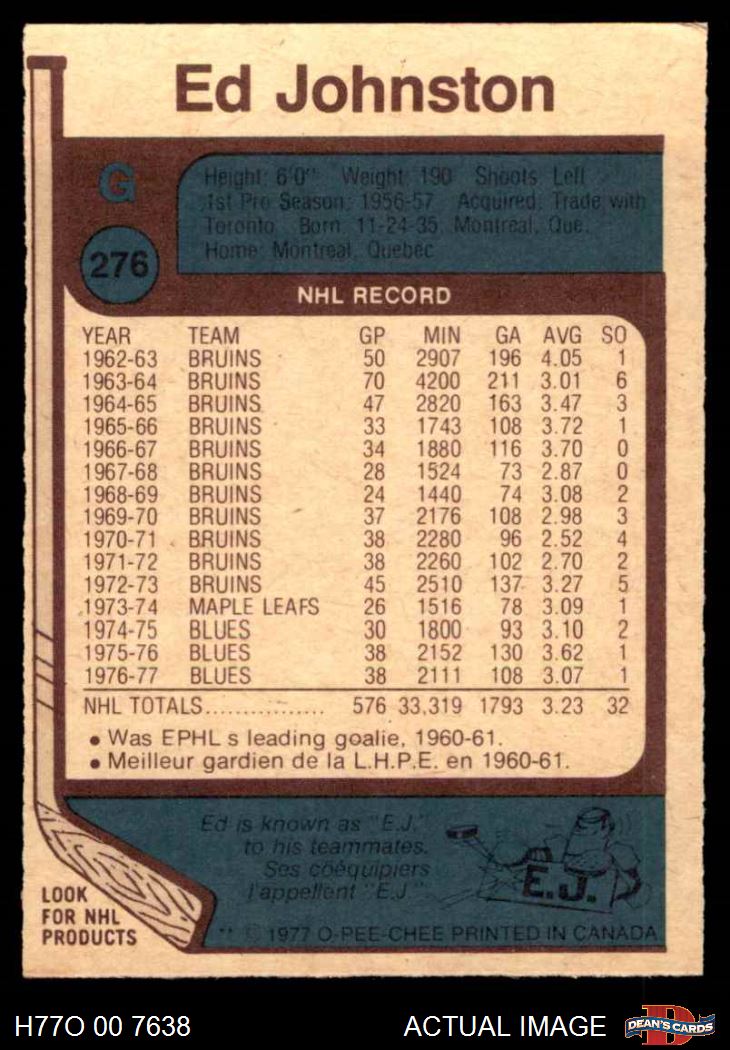 Ed Johnston
G
276
Height: 6'0" Weight: 190 Shoots: Left
1st Pro Season: 1956-57 Acquired: Trade with
Toronto Born: 11-24-35 Montreal, Que.
Home: Montreal, Quebec
NHL RECORD
YEAR TEAM GP MIN GA AVG SO
1962-63 BRUINS 50 2907 196 4.05 1
1963-64 BRUINS 70 4200 211 3.01 6
1964-65 BRUINS 47 2820 163 3.47 3
1965-66 BRUINS 33 1743 108 3.72 1
1966-67 BRUINS 34 1880 116 3.70 0
1967-68 BRUINS 28 1524 73 2.87 0
1968-69 BRUINS 24 1440 74 3.08 2
1969-70 BRUINS 37 2176 108 2.98 3
1970-71 BRUINS 38 2280 96 2.52 4
1971-72 BRUINS 38 2260 102 2.70 2
1972-73 BRUINS 45 2510 137 3.27 5
1973-74 MAPLE LEAFS 26 1516 78 3.09 1
1974-75 BLUES 30 1800 93 3.10 2
1975-76 BLUES 38 2152 130 3.62 1
1976-77 BLUES 38 2111 108 3.07 1
NHL TOTALS................ 576 33,319 1793 3.23 32
• Was EPHL s leading goalie, 1960-61.
• Meilleur gardien de la L.H.P.E. en 1960-61.
Ed is known as "E.J."
to his teammates.
Ses coéquipiers
l'appellent "E.J."
E.J.
LOOK
FOR NHL
PRODUCTS
** © 1977 O-PEE-CHEE PRINTED IN CANADA
H77O 00 7638 ACTUAL IMAGE
D
DEAN'S CARDS